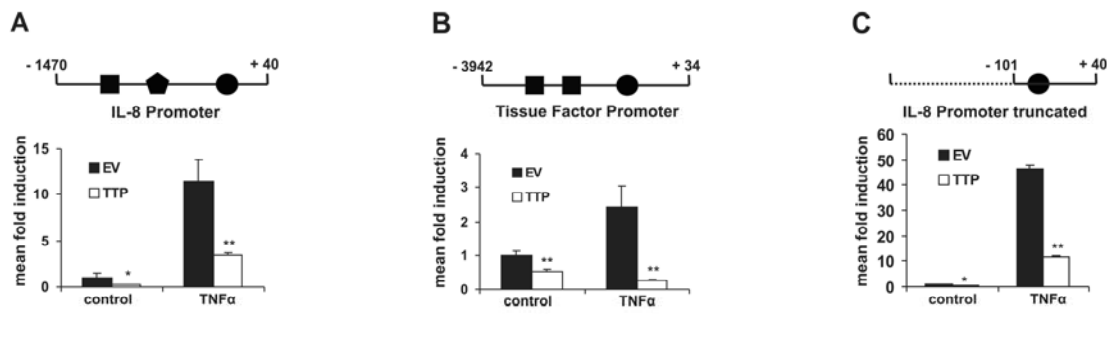 A
- 1470 + 40
IL-8 Promoter
mean fold induction
15
10
5
0
EV
TTP
*
**
control TNFα
B
- 3942 + 34
Tissue Factor Promoter
mean fold induction
4
3
2
1
0
EV
TTP
**
**
control TNFα
C
- 101 + 40
IL-8 Promoter truncated
mean fold induction
60
50
40
30
20
10
0
EV
TTP
*
**
control TNFα